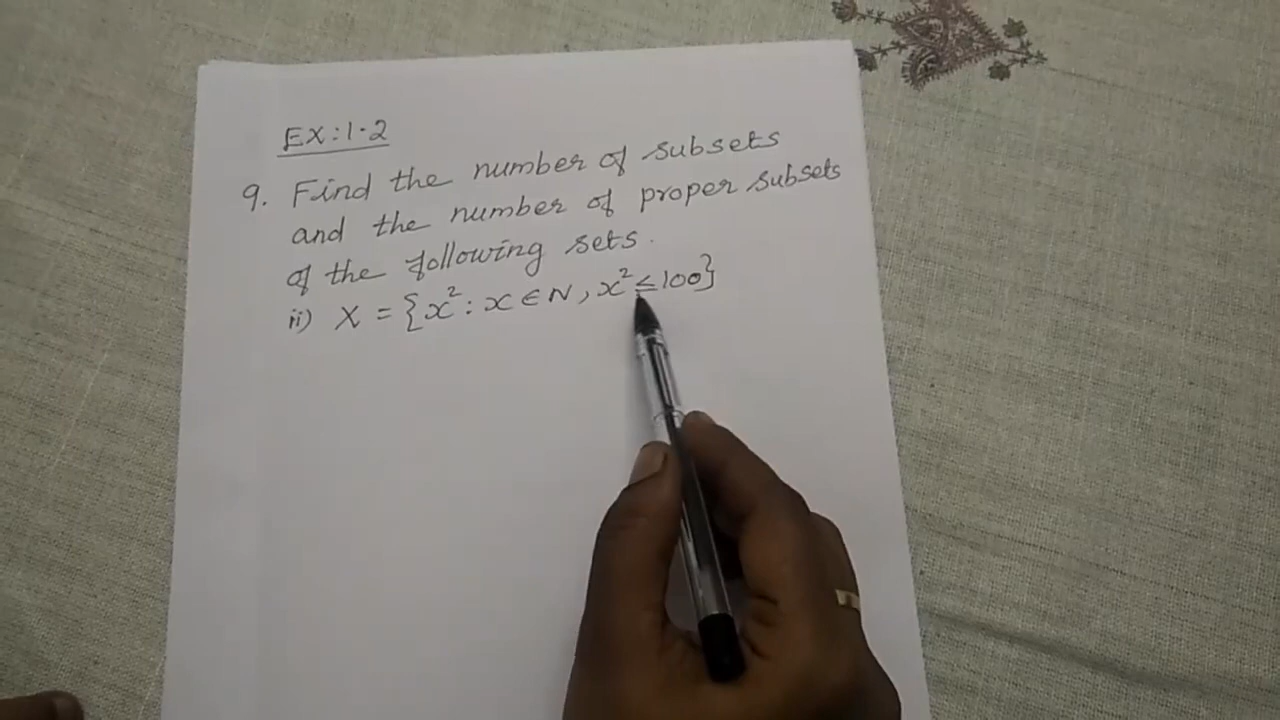 EX:1.2
9. Find the number of subsets
and the number of proper subsets
of the following sets.
ii) X = {x²: x ∈ N, x² ≤ 100}